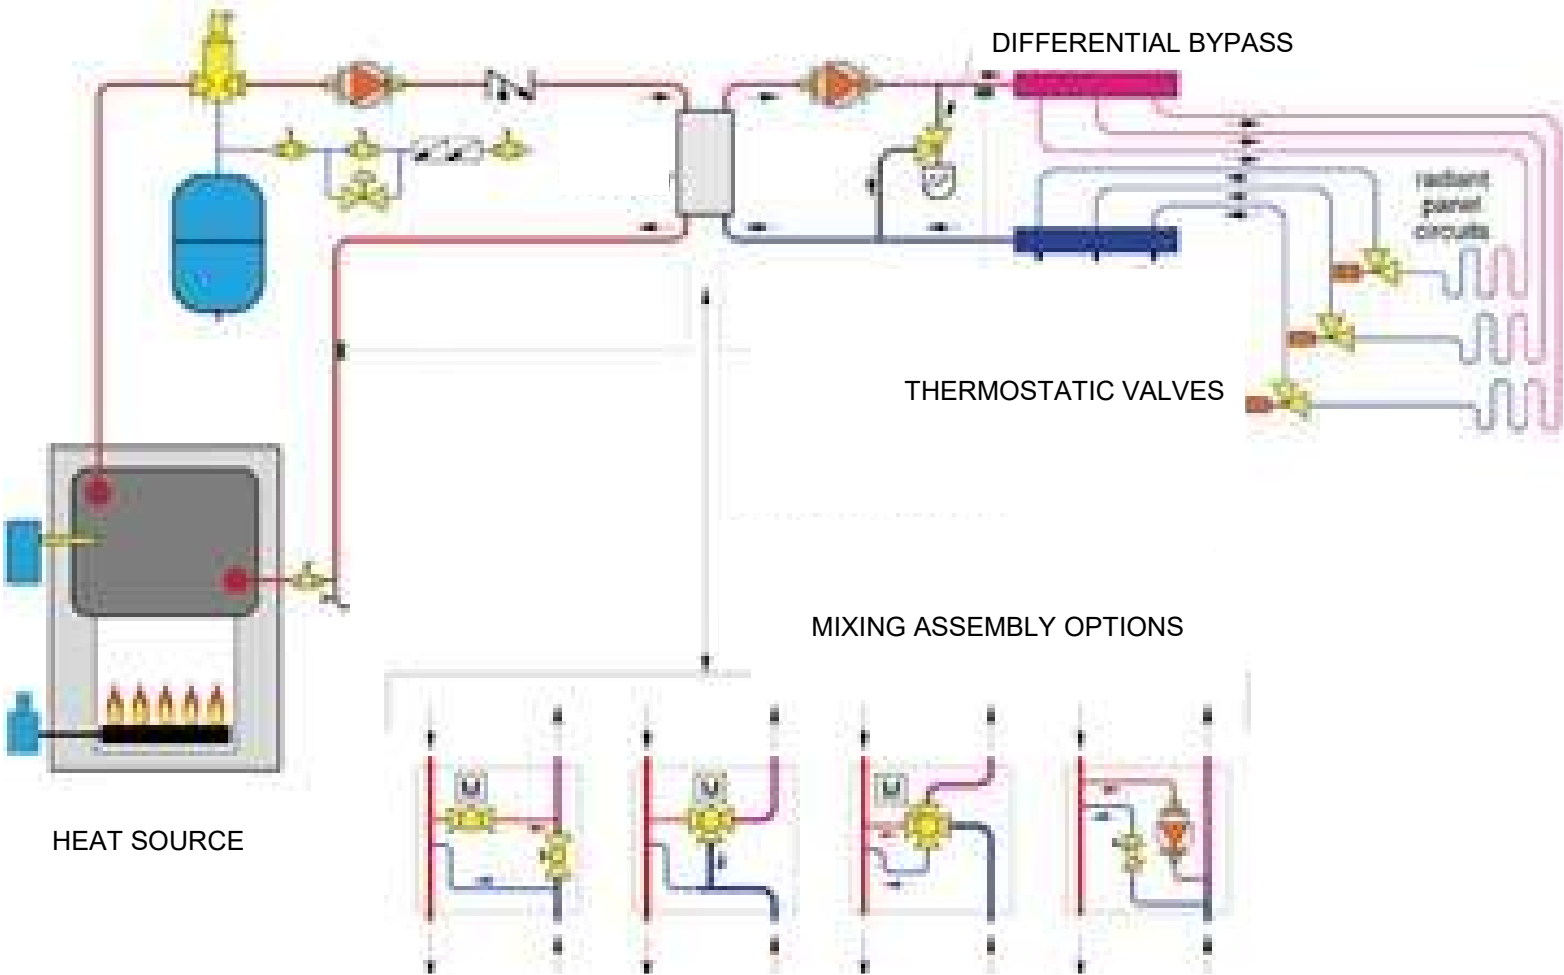 DIFFERENTIAL BYPASS
radiant
panel
circuits
THERMOSTATIC VALVES
MIXING ASSEMBLY OPTIONS
M
M
M
HEAT SOURCE